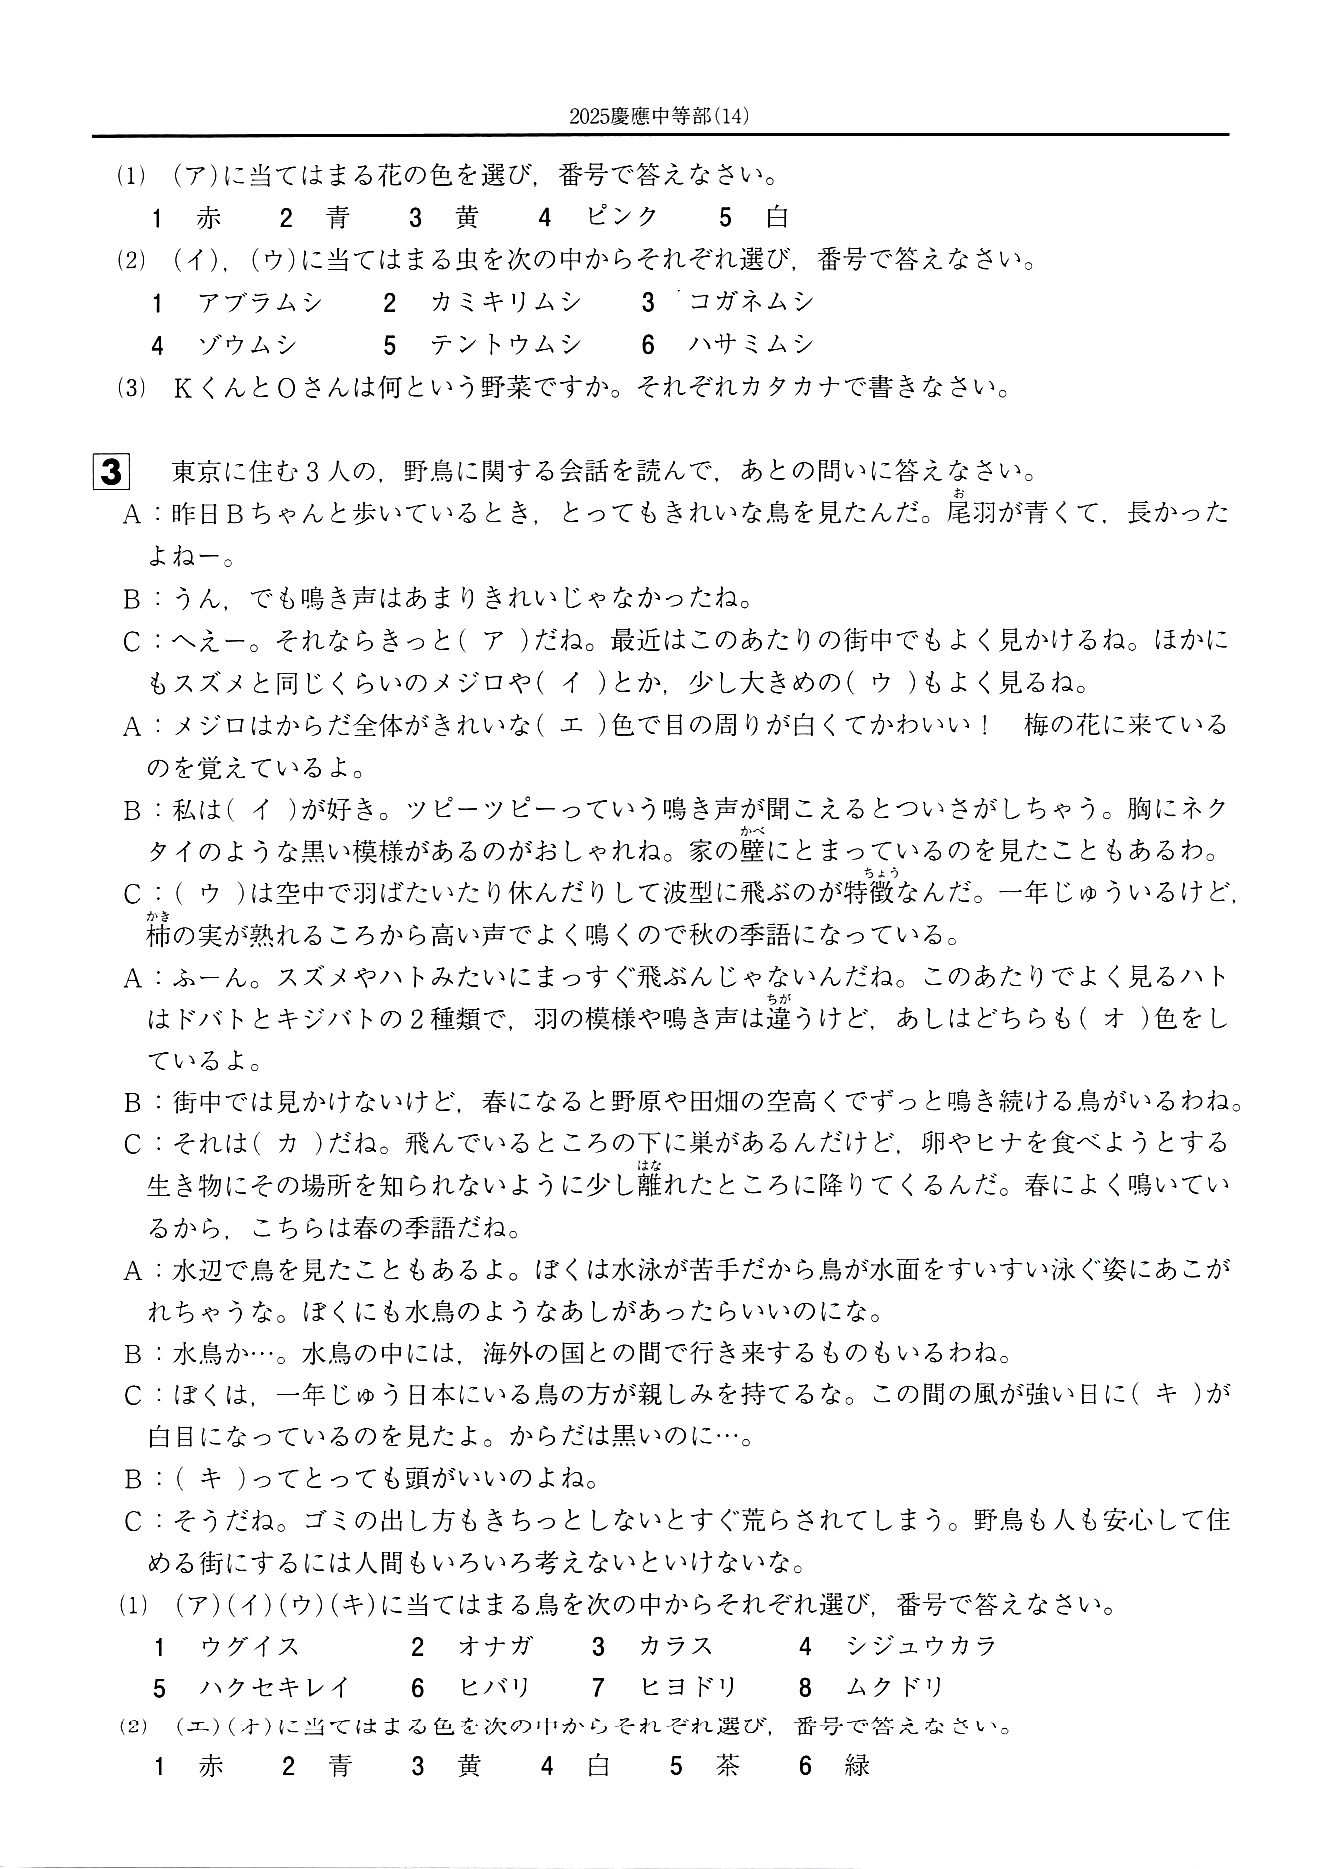 2025慶應中等部(14)
(1) (ア)に当てはまる花の色を選び，番号で答えなさい。
1 赤 2 青 3 黄 4 ピンク 5 白
(2) (イ)，(ウ)に当てはまる虫を次の中からそれぞれ選び，番号で答えなさい。
1 アブラムシ 2 カミキリムシ 3 コガネムシ
4 ゾウムシ 5 テントウムシ 6 ハサミムシ
(3) KくんとOさんは何という野菜ですか。それぞれカタカナで書きなさい。
3 東京に住む3人の，野鳥に関する会話を読んで，あとの問いに答えなさい。
お
A：昨日Bちゃんと歩いているとき，とってもきれいな鳥を見たんだ。尾羽が青くて，長かった
よねー。
B：うん，でも鳴き声はあまりきれいじゃなかったね。
C：へえー。それならきっと( ア )だね。最近はこのあたりの街中でもよく見かけるね。ほかに
もスズメと同じくらいのメジロや( イ )とか，少し大きめの( ウ )もよく見るね。
A：メジロはからだ全体がきれいな( エ )色で目の周りが白くてかわいい！ 梅の花に来ている
のを覚えているよ。
B：私は( イ )が好き。ツピーツピーっていう鳴き声が聞こえるとついさがしちゃう。胸にネク
かべ
タイのような黒い模様があるのがおしゃれね。家の壁にとまっているのを見たこともあるわ。
ちょう
C：( ウ )は空中で羽ばたいたり休んだりして波型に飛ぶのが特徴なんだ。一年じゅういるけど，
かき
柿の実が熟れるころから高い声でよく鳴くので秋の季語になっている。
A：ふーん。スズメやハトみたいにまっすぐ飛ぶんじゃないんだね。このあたりでよく見るハト
ちが
はドバトとキジバトの2種類で，羽の模様や鳴き声は違うけど，あしはどちらも( オ )色をし
ているよ。
B：街中では見かけないけど，春になると野原や田畑の空高くでずっと鳴き続ける鳥がいるわね。
C：それは( カ )だね。飛んでいるところの下に巣があるんだけど，卵やヒナを食べようとする
はな
生き物にその場所を知られないように少し離れたところに降りてくるんだ。春によく鳴いてい
るから，こちらは春の季語だね。
A：水辺で鳥を見たこともあるよ。ぼくは水泳が苦手だから鳥が水面をすいすい泳ぐ姿にあこが
れちゃうな。ぼくにも水鳥のようなあしがあったらいいのにな。
B：水鳥か…。水鳥の中には，海外の国との間で行き来するものもいるわね。
C：ぼくは，一年じゅう日本にいる鳥の方が親しみを持てるな。この間の風が強い日に( キ )が
白目になっているのを見たよ。からだは黒いのに…。
B：( キ )ってとっても頭がいいのよね。
C：そうだね。ゴミの出し方もきちっとしないとすぐ荒らされてしまう。野鳥も人も安心して住
める街にするには人間もいろいろ考えないといけないな。
(1) (ア)(イ)(ウ)(キ)に当てはまる鳥を次の中からそれぞれ選び，番号で答えなさい。
1 ウグイス 2 オナガ 3 カラス 4 シジュウカラ
5 ハクセキレイ 6 ヒバリ 7 ヒヨドリ 8 ムクドリ
(2) (エ)(オ)に当てはまる色を次の中からそれぞれ選び，番号で答えなさい。
1 赤 2 青 3 黄 4 白 5 茶 6 緑